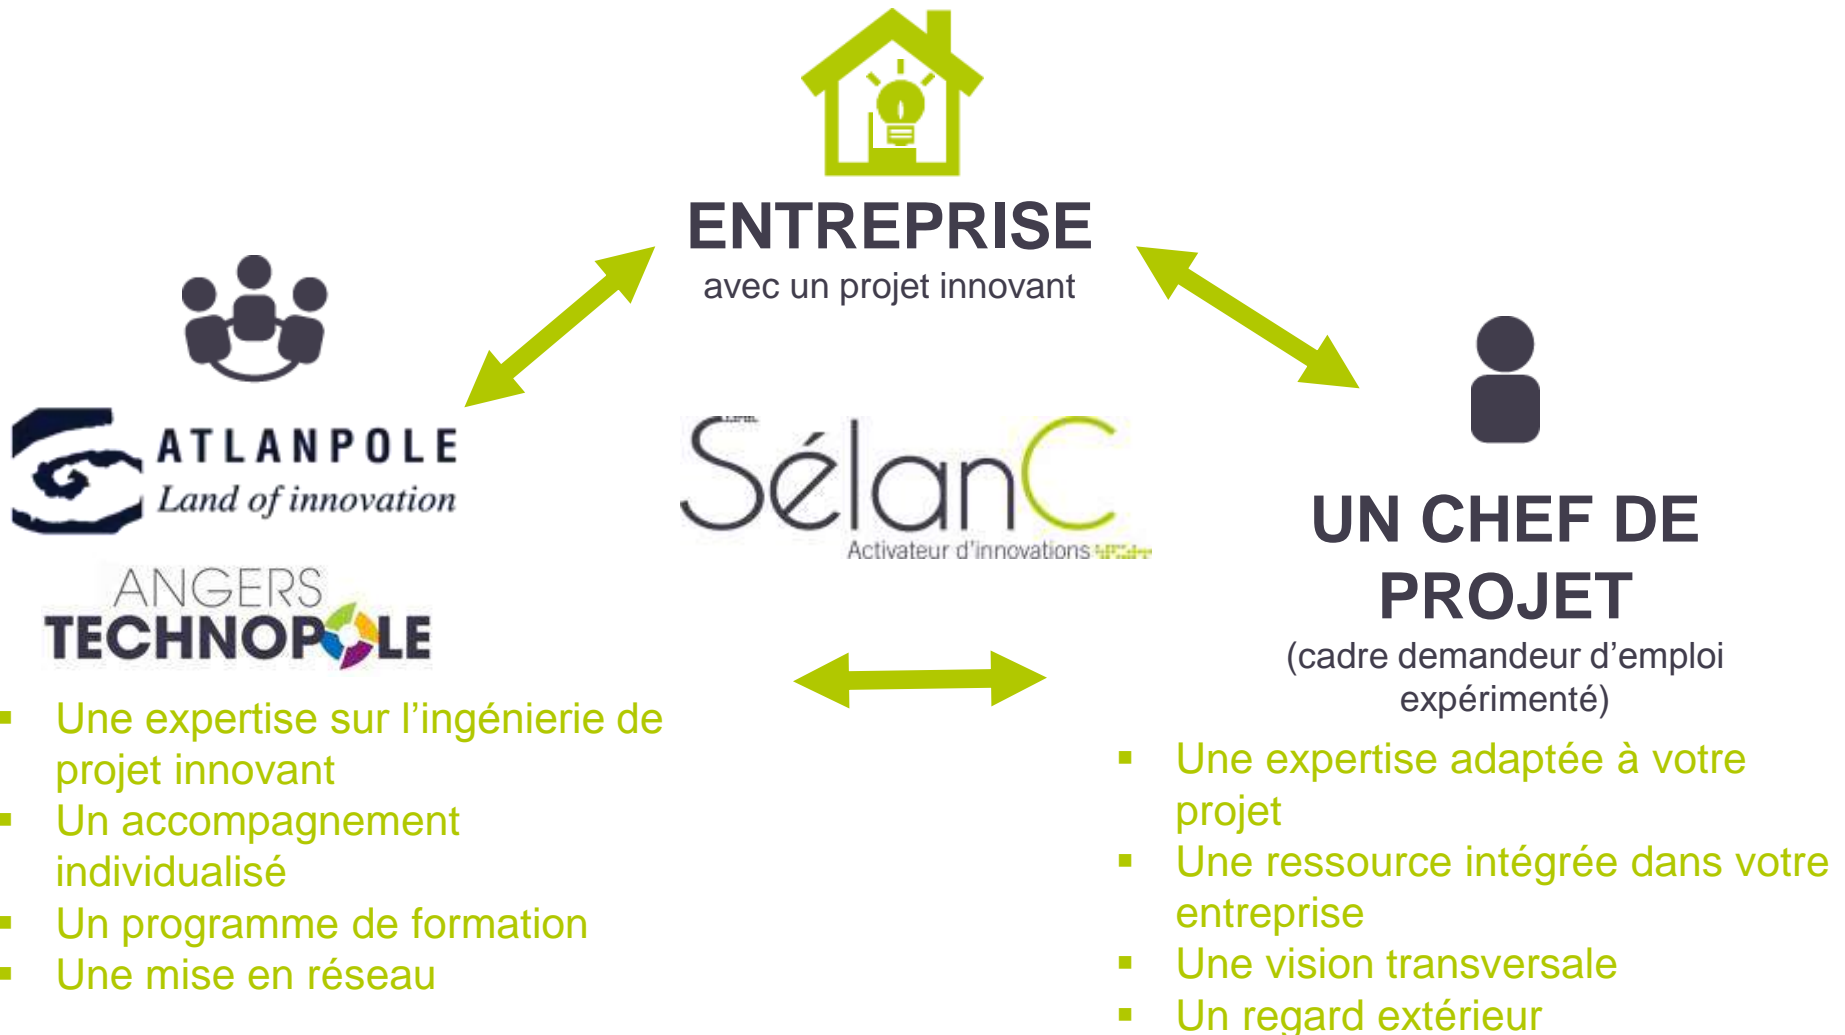 ENTREPRISE
avec un projet innovant
ATLANPOLE
Land of innovation
ANGERS
TECHNOPOLE
Une expertise sur l’ingénierie de
projet innovant
Un accompagnement
individualisé
Un programme de formation
Une mise en réseau
SélanC
Activateur d’innovations
UN CHEF DE
PROJET
(cadre demandeur d’emploi
expérimenté)
Une expertise adaptée à votre
projet
Une ressource intégrée dans votre
entreprise
Une vision transversale
Un regard extérieur